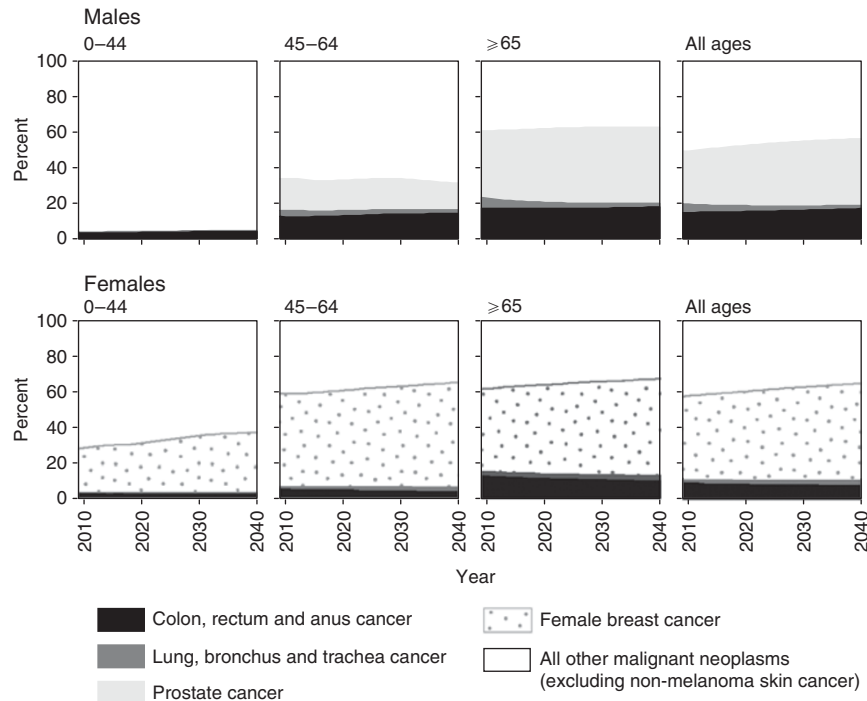 Males
0–44
45–64
⩾65
All ages
100
80
60
40
20
0
Percent
Females
0–44
45–64
⩾65
All ages
100
80
60
40
20
0
Percent
2010 2020 2030 2040 2010 2020 2030 2040 2010 2020 2030 2040 2010 2020 2030 2040
Year
Colon, rectum and anus cancer
Lung, bronchus and trachea cancer
Prostate cancer
Female breast cancer
All other malignant neoplasms
(excluding non-melanoma skin cancer)